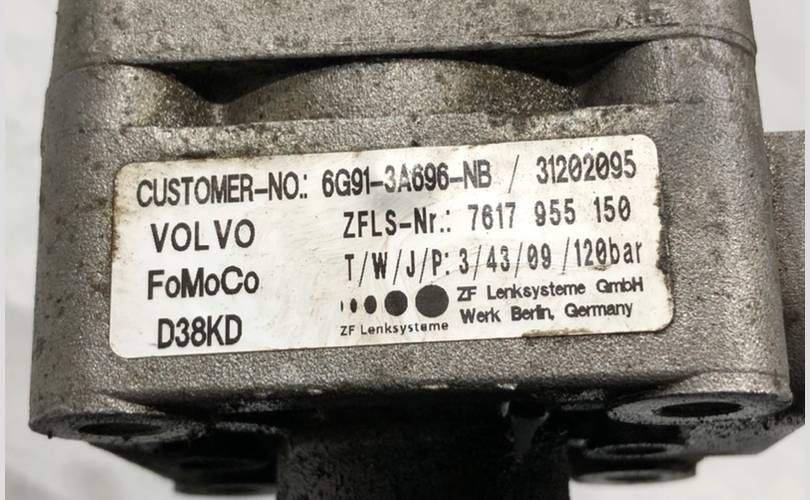 CUSTOMER-NO.: 6G91-3A696-NB / 31202095
VOLVO
ZFLS-Nr.: 7617 955 150
FoMoCo
T/W/J/P: 3/43/09 /120bar
D38KD
ZF Lenksysteme
ZF Lenksysteme GmbH
Werk Berlin, Germany